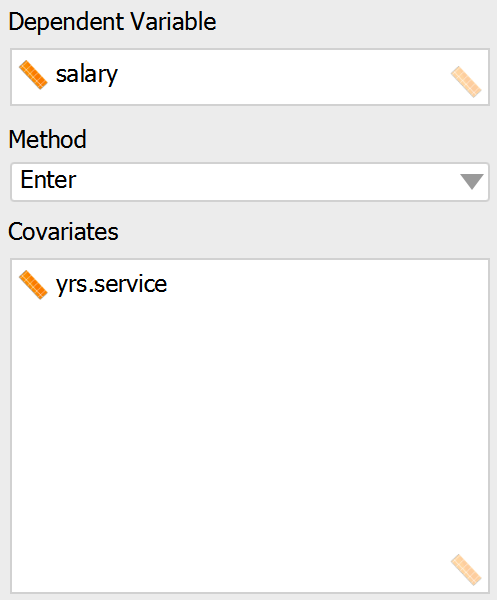 Dependent Variable
salary
Method
Enter
Covariates
yrs.service